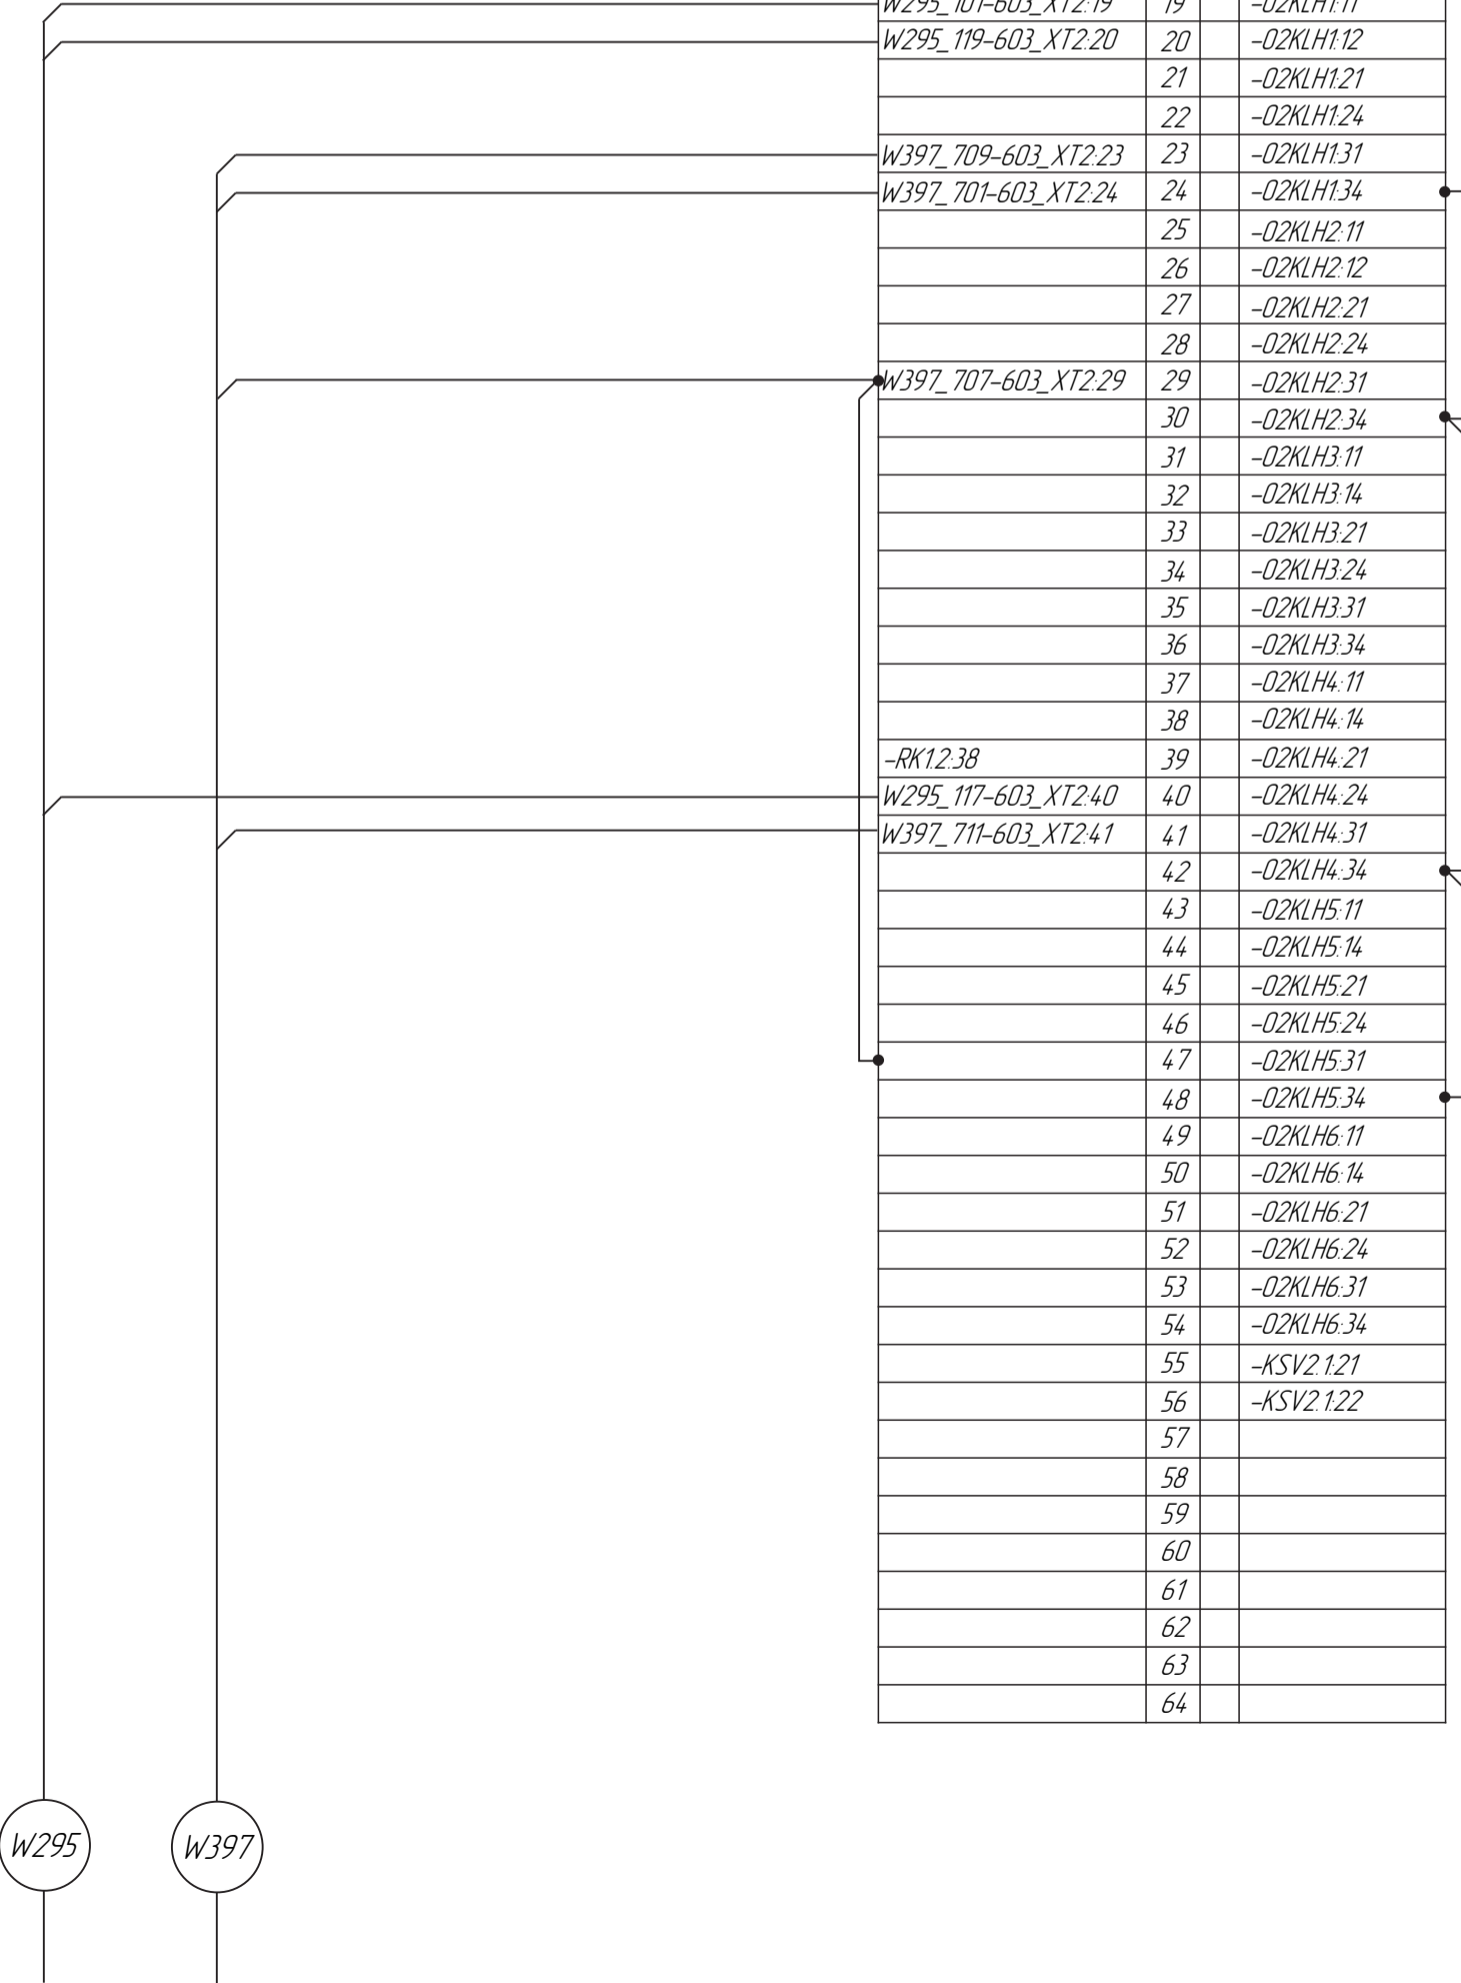 W295_101-603_XT2:19 19 -02KLH1:11
W295_119-603_XT2:20 20 -02KLH1:12
21 -02KLH1:21
22 -02KLH1:24
W397_709-603_XT2:23 23 -02KLH1:31
W397_701-603_XT2:24 24 -02KLH1:34
25 -02KLH2:11
26 -02KLH2:12
27 -02KLH2:21
28 -02KLH2:24
W397_707-603_XT2:29 29 -02KLH2:31
30 -02KLH2:34
31 -02KLH3:11
32 -02KLH3:14
33 -02KLH3:21
34 -02KLH3:24
35 -02KLH3:31
36 -02KLH3:34
37 -02KLH4:11
38 -02KLH4:14
-RK1.2:38 39 -02KLH4:21
W295_117-603_XT2:40 40 -02KLH4:24
W397_711-603_XT2:41 41 -02KLH4:31
42 -02KLH4:34
43 -02KLH5:11
44 -02KLH5:14
45 -02KLH5:21
46 -02KLH5:24
47 -02KLH5:31
48 -02KLH5:34
49 -02KLH6:11
50 -02KLH6:14
51 -02KLH6:21
52 -02KLH6:24
53 -02KLH6:31
54 -02KLH6:34
55 -KSV2.1:21
56 -KSV2.1:22
57
58
59
60
61
62
63
64
W295 W397